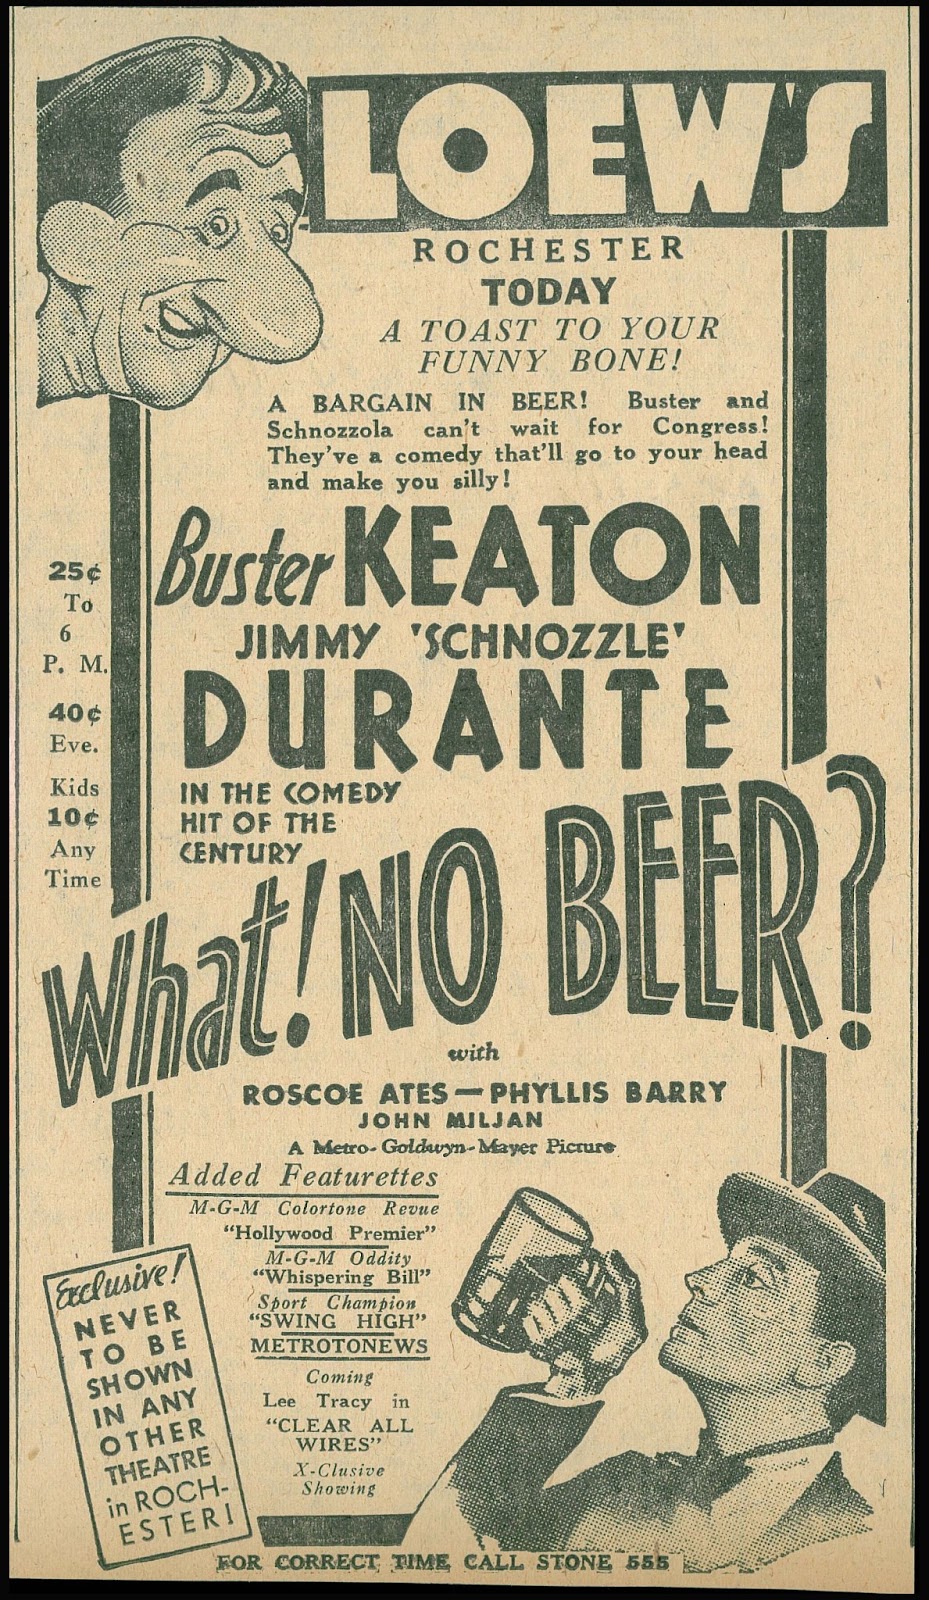 LOEW'S
ROCHESTER
TODAY
A TOAST TO YOUR
FUNNY BONE!
A BARGAIN IN BEER! Buster and
Schnozzola can't wait for Congress!
They've a comedy that'll go to your head
and make you silly!
Buster KEATON
JIMMY 'SCHNOZZLE'
DURANTE
25¢
To
6
P. M.
40¢
Eve.
Kids
10¢
Any
Time
IN THE COMEDY
HIT OF THE
CENTURY
What! NO BEER?
with
ROSCOE ATES—PHYLLIS BARRY
JOHN MILJAN
A Metro-Goldwyn-Mayer Picture
Added Featurettes
M-G-M Colortone Revue
"Hollywood Premier"
M-G-M Oddity
"Whispering Bill"
Sport Champion
"SWING HIGH"
METROTONEWS
Coming
Lee Tracy in
"CLEAR ALL
WIRES"
X-Clusive
Showing
Exclusive!
NEVER
TO BE
SHOWN
IN ANY
OTHER
THEATRE
in ROCH-
ESTER!
FOR CORRECT TIME CALL STONE 555